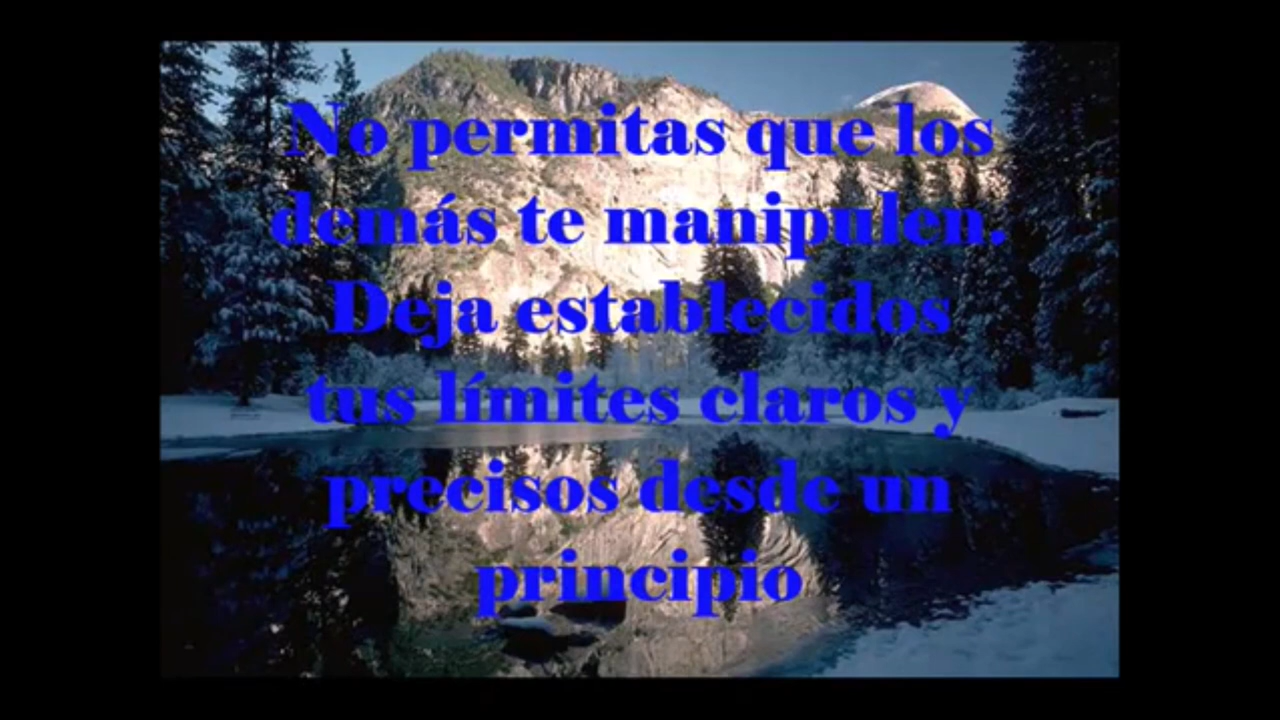 No permitas que los
demás te manipulen.
Deja establecidos
tus límites claros y
precisos desde un
principio